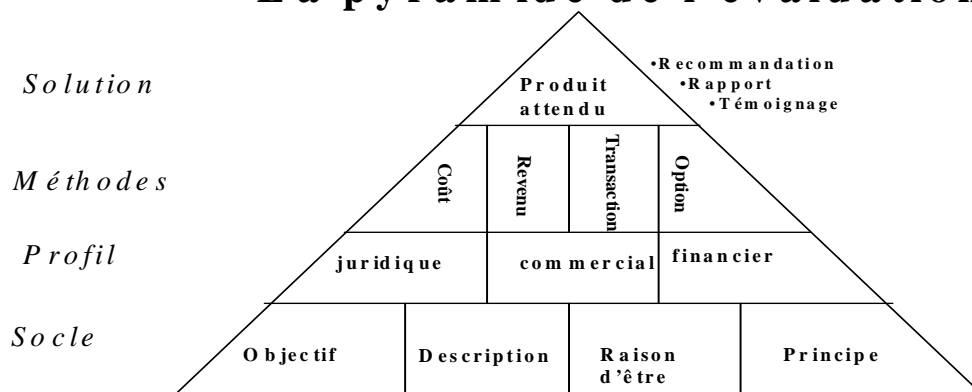 La pyramide de l'évaluation
Solution
Produit
attendu
•Recommandation
•Rapport
•Témoignage
Méthodes
Coût
Revenu
Transaction
Option
Profil
juridique
commercial
financier
Socle
Objectif
Description
Raison
d’être
Principe